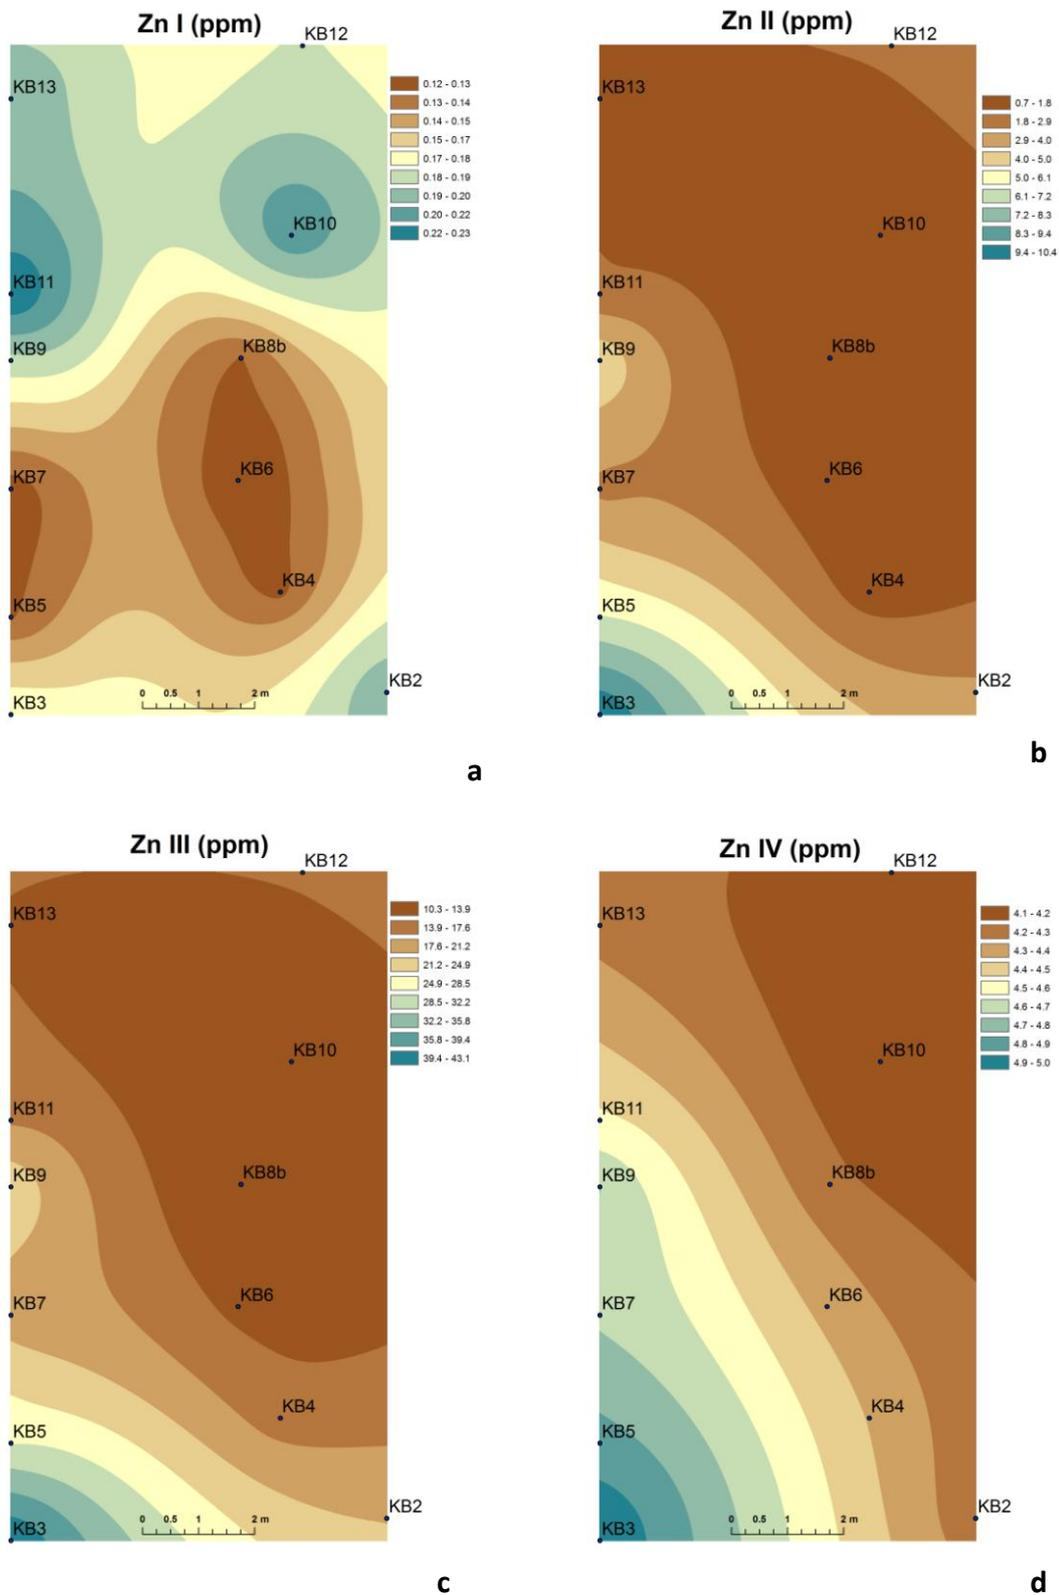 Zn I (ppm)
KB12
KB13
0.12 - 0.13
0.13 - 0.14
0.14 - 0.15
0.15 - 0.17
0.17 - 0.18
0.18 - 0.19
0.19 - 0.20
0.20 - 0.22
0.22 - 0.23
KB10
KB11
KB9
KB8b
KB7
KB6
KB4
KB5
KB2
KB3
0 0.5 1 2 m
a
Zn II (ppm)
KB12
KB13
0.7 - 1.8
1.8 - 2.9
2.9 - 4.0
4.0 - 5.0
5.0 - 6.1
6.1 - 7.2
7.2 - 8.3
8.3 - 9.4
9.4 - 10.4
KB10
KB11
KB9
KB8b
KB7
KB6
KB4
KB5
KB2
KB3
0 0.5 1 2 m
b
Zn III (ppm)
KB12
KB13
10.3 - 13.9
13.9 - 17.6
17.6 - 21.2
21.2 - 24.9
24.9 - 28.5
28.5 - 32.2
32.2 - 35.8
35.8 - 39.4
39.4 - 43.1
KB10
KB11
KB9
KB8b
KB7
KB6
KB4
KB5
KB2
KB3
0 0.5 1 2 m
c
Zn IV (ppm)
KB12
KB13
4.1 - 4.2
4.2 - 4.3
4.3 - 4.4
4.4 - 4.5
4.5 - 4.6
4.6 - 4.7
4.7 - 4.8
4.8 - 4.9
4.9 - 5.0
KB10
KB11
KB9
KB8b
KB7
KB6
KB4
KB5
KB2
KB3
0 0.5 1 2 m
d